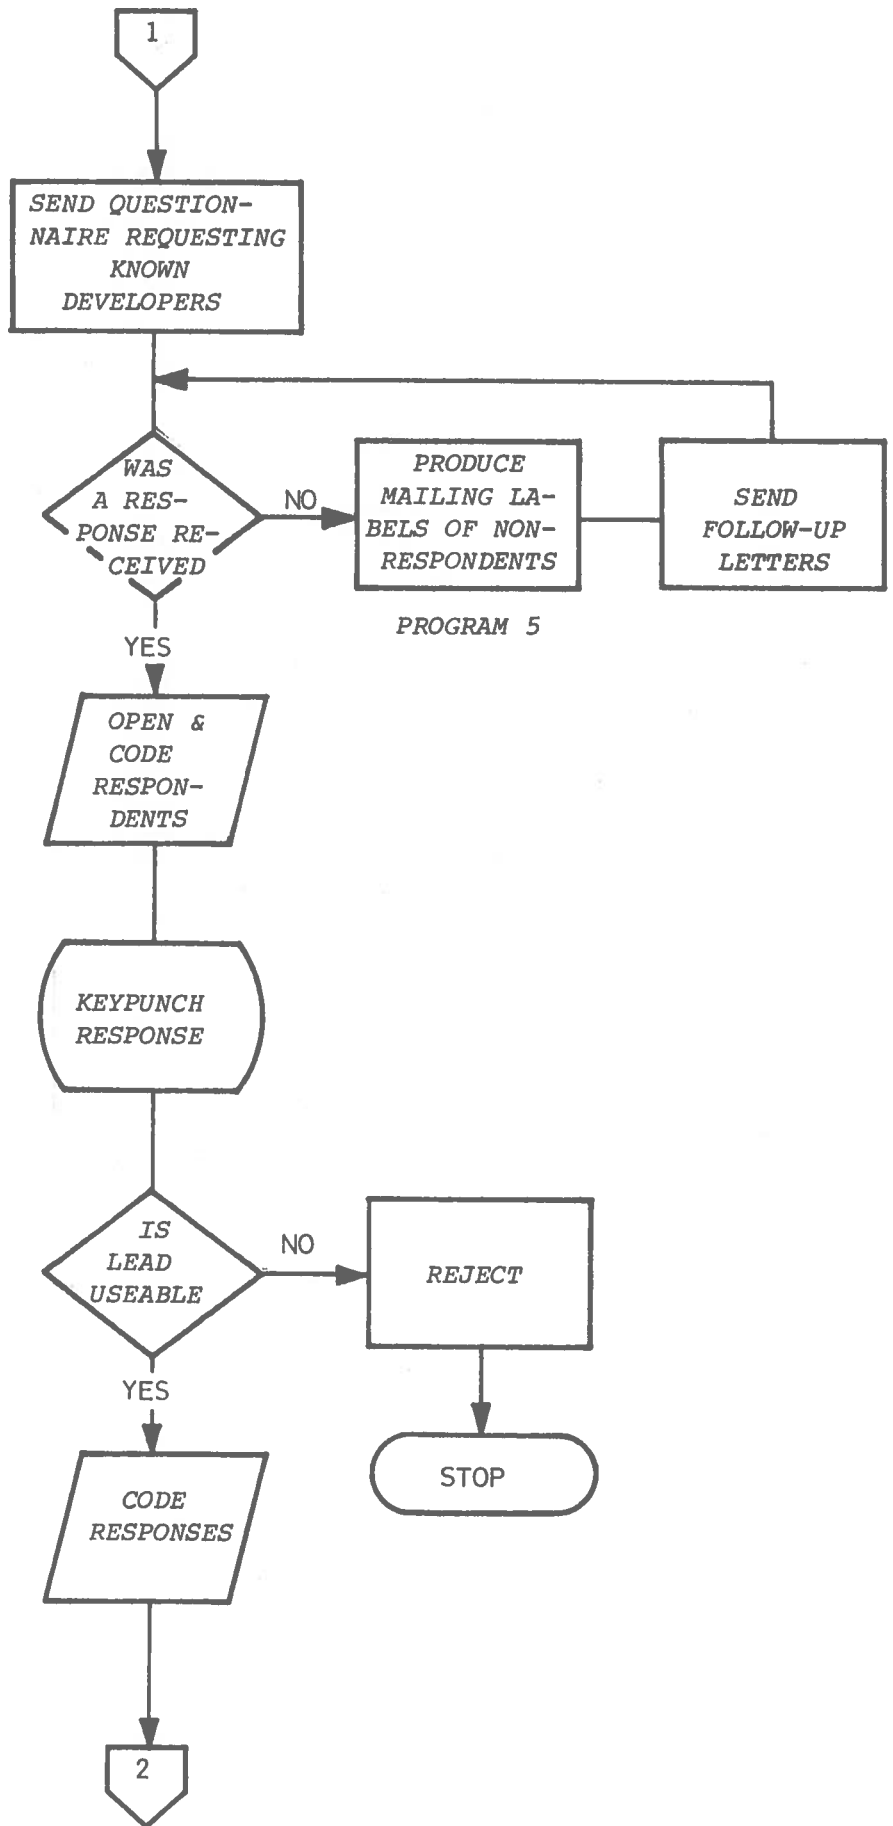 1
SEND QUESTION-
NAIRE REQUESTING
KNOWN
DEVELOPERS
WAS
A RES-
PONSE RE-
CEIVED
NO
PRODUCE
MAILING LA-
BELS OF NON-
RESPONDENTS
PROGRAM 5
SEND
FOLLOW-UP
LETTERS
YES
OPEN &
CODE
RESPON-
DENTS
KEYPUNCH
RESPONSE
IS
LEAD
USEABLE
NO
REJECT
STOP
YES
CODE
RESPONSES
2